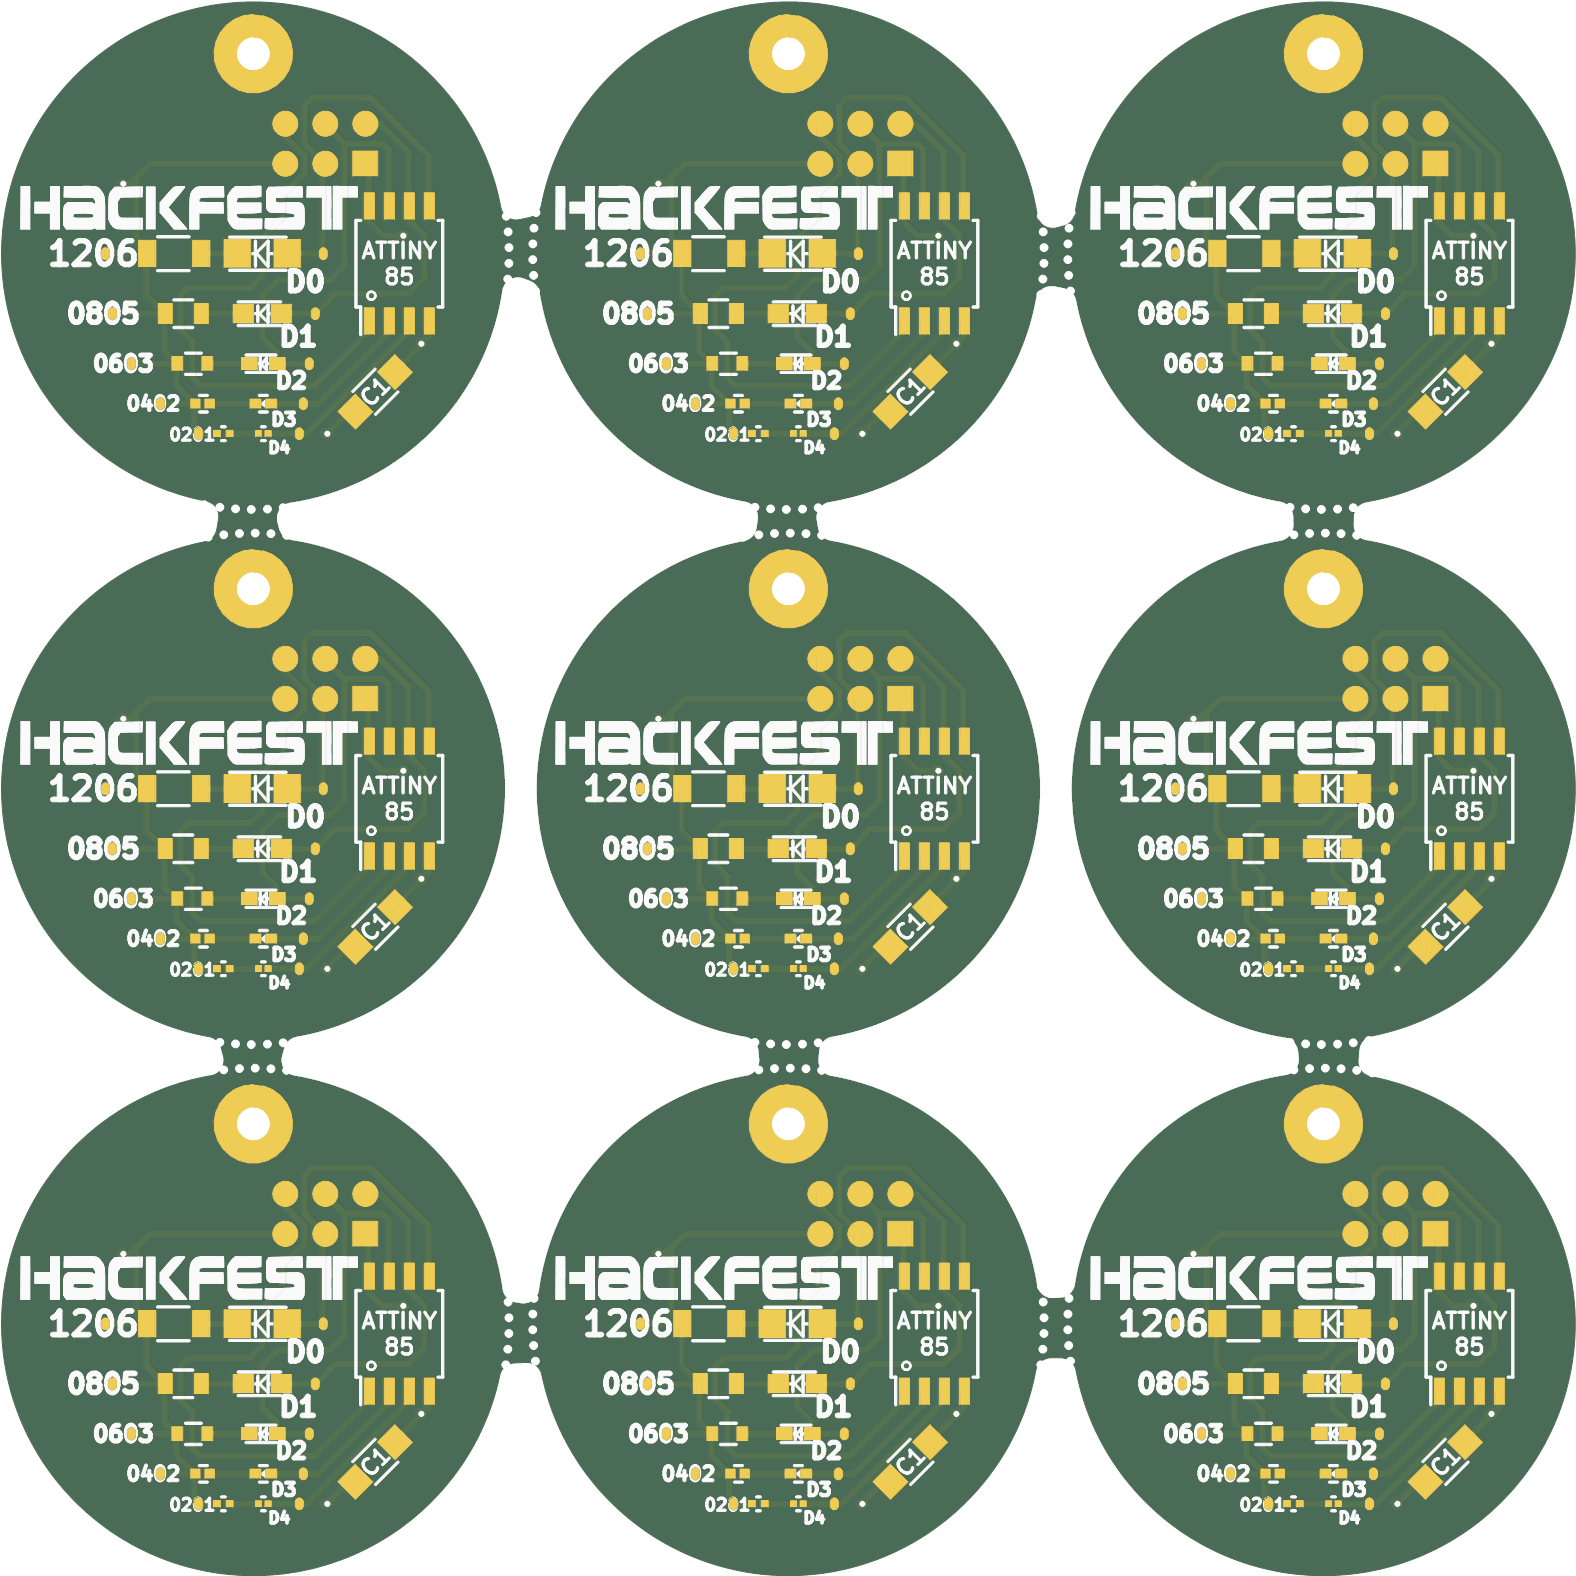 HACKFEST HACKFEST HACKFEST
1206 ATTINY 1206 ATTINY 1206 ATTINY
D0 85 D0 85 D0 85
0805 0805 0805
D1 D1 D1
0603 0603 0603
D2 C1 D2 C1 D2 C1
0402 0402 0402
D3 D3 D3
0201 0201 0201
D4 D4 D4
HACKFEST HACKFEST HACKFEST
1206 ATTINY 1206 ATTINY 1206 ATTINY
D0 85 D0 85 D0 85
0805 0805 0805
D1 D1 D1
0603 0603 0603
D2 C1 D2 C1 D2 C1
0402 0402 0402
D3 D3 D3
0201 0201 0201
D4 D4 D4
HACKFEST HACKFEST HACKFEST
1206 ATTINY 1206 ATTINY 1206 ATTINY
D0 85 D0 85 D0 85
0805 0805 0805
D1 D1 D1
0603 0603 0603
D2 C1 D2 C1 D2 C1
0402 0402 0402
D3 D3 D3
0201 0201 0201
D4 D4 D4